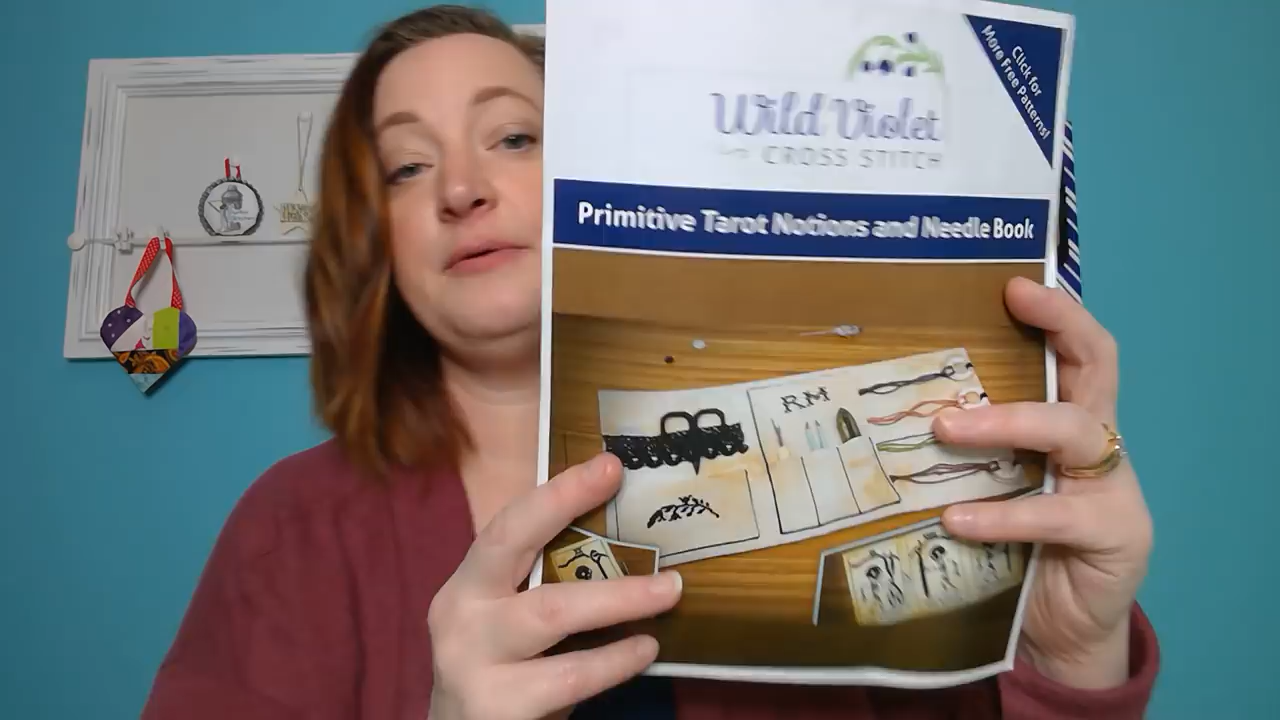 Click for
More Free Patterns!
Wild Violet
CROSS STITCH
Primitive Tarot Notions and Needle Book
RM